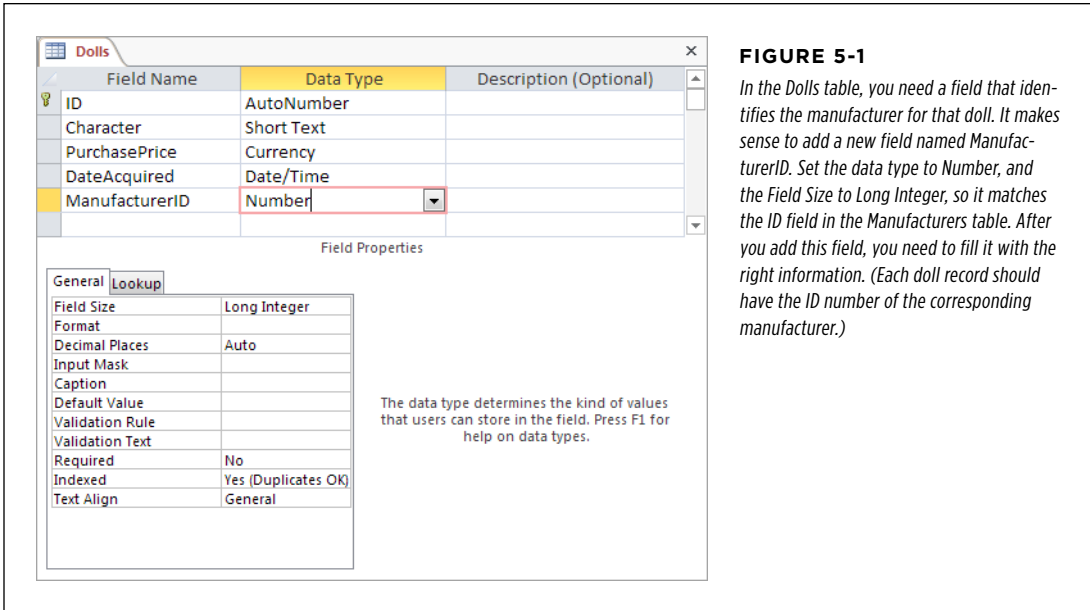 Dolls
Field Name Data Type Description (Optional)
ID AutoNumber
Character Short Text
PurchasePrice Currency
DateAcquired Date/Time
ManufacturerID Number
Field Properties
General Lookup
Field Size Long Integer
Format
Decimal Places Auto
Input Mask
Caption
Default Value
Validation Rule
Validation Text
Required No
Indexed Yes (Duplicates OK)
Text Align General
The data type determines the kind of values
that users can store in the field. Press F1 for
help on data types.
FIGURE 5-1
In the Dolls table, you need a field that iden-
tifies the manufacturer for that doll. It makes
sense to add a new field named Manufac-
turerID. Set the data type to Number, and
the Field Size to Long Integer, so it matches
the ID field in the Manufacturers table. After
you add this field, you need to fill it with the
right information. (Each doll record should
have the ID number of the corresponding
manufacturer.)